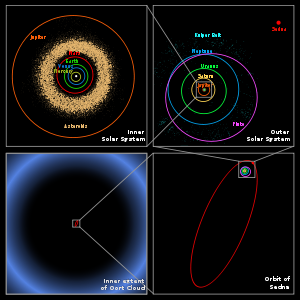 Jupiter
Mars
Earth
Venus
Mercury
Asteroids
Inner
Solar System
Kuiper Belt
Sedna
Neptune
Uranus
Saturn
Jupiter
Pluto
Outer
Solar System
Inner extent
of Oort Cloud
Orbit of
Sedna